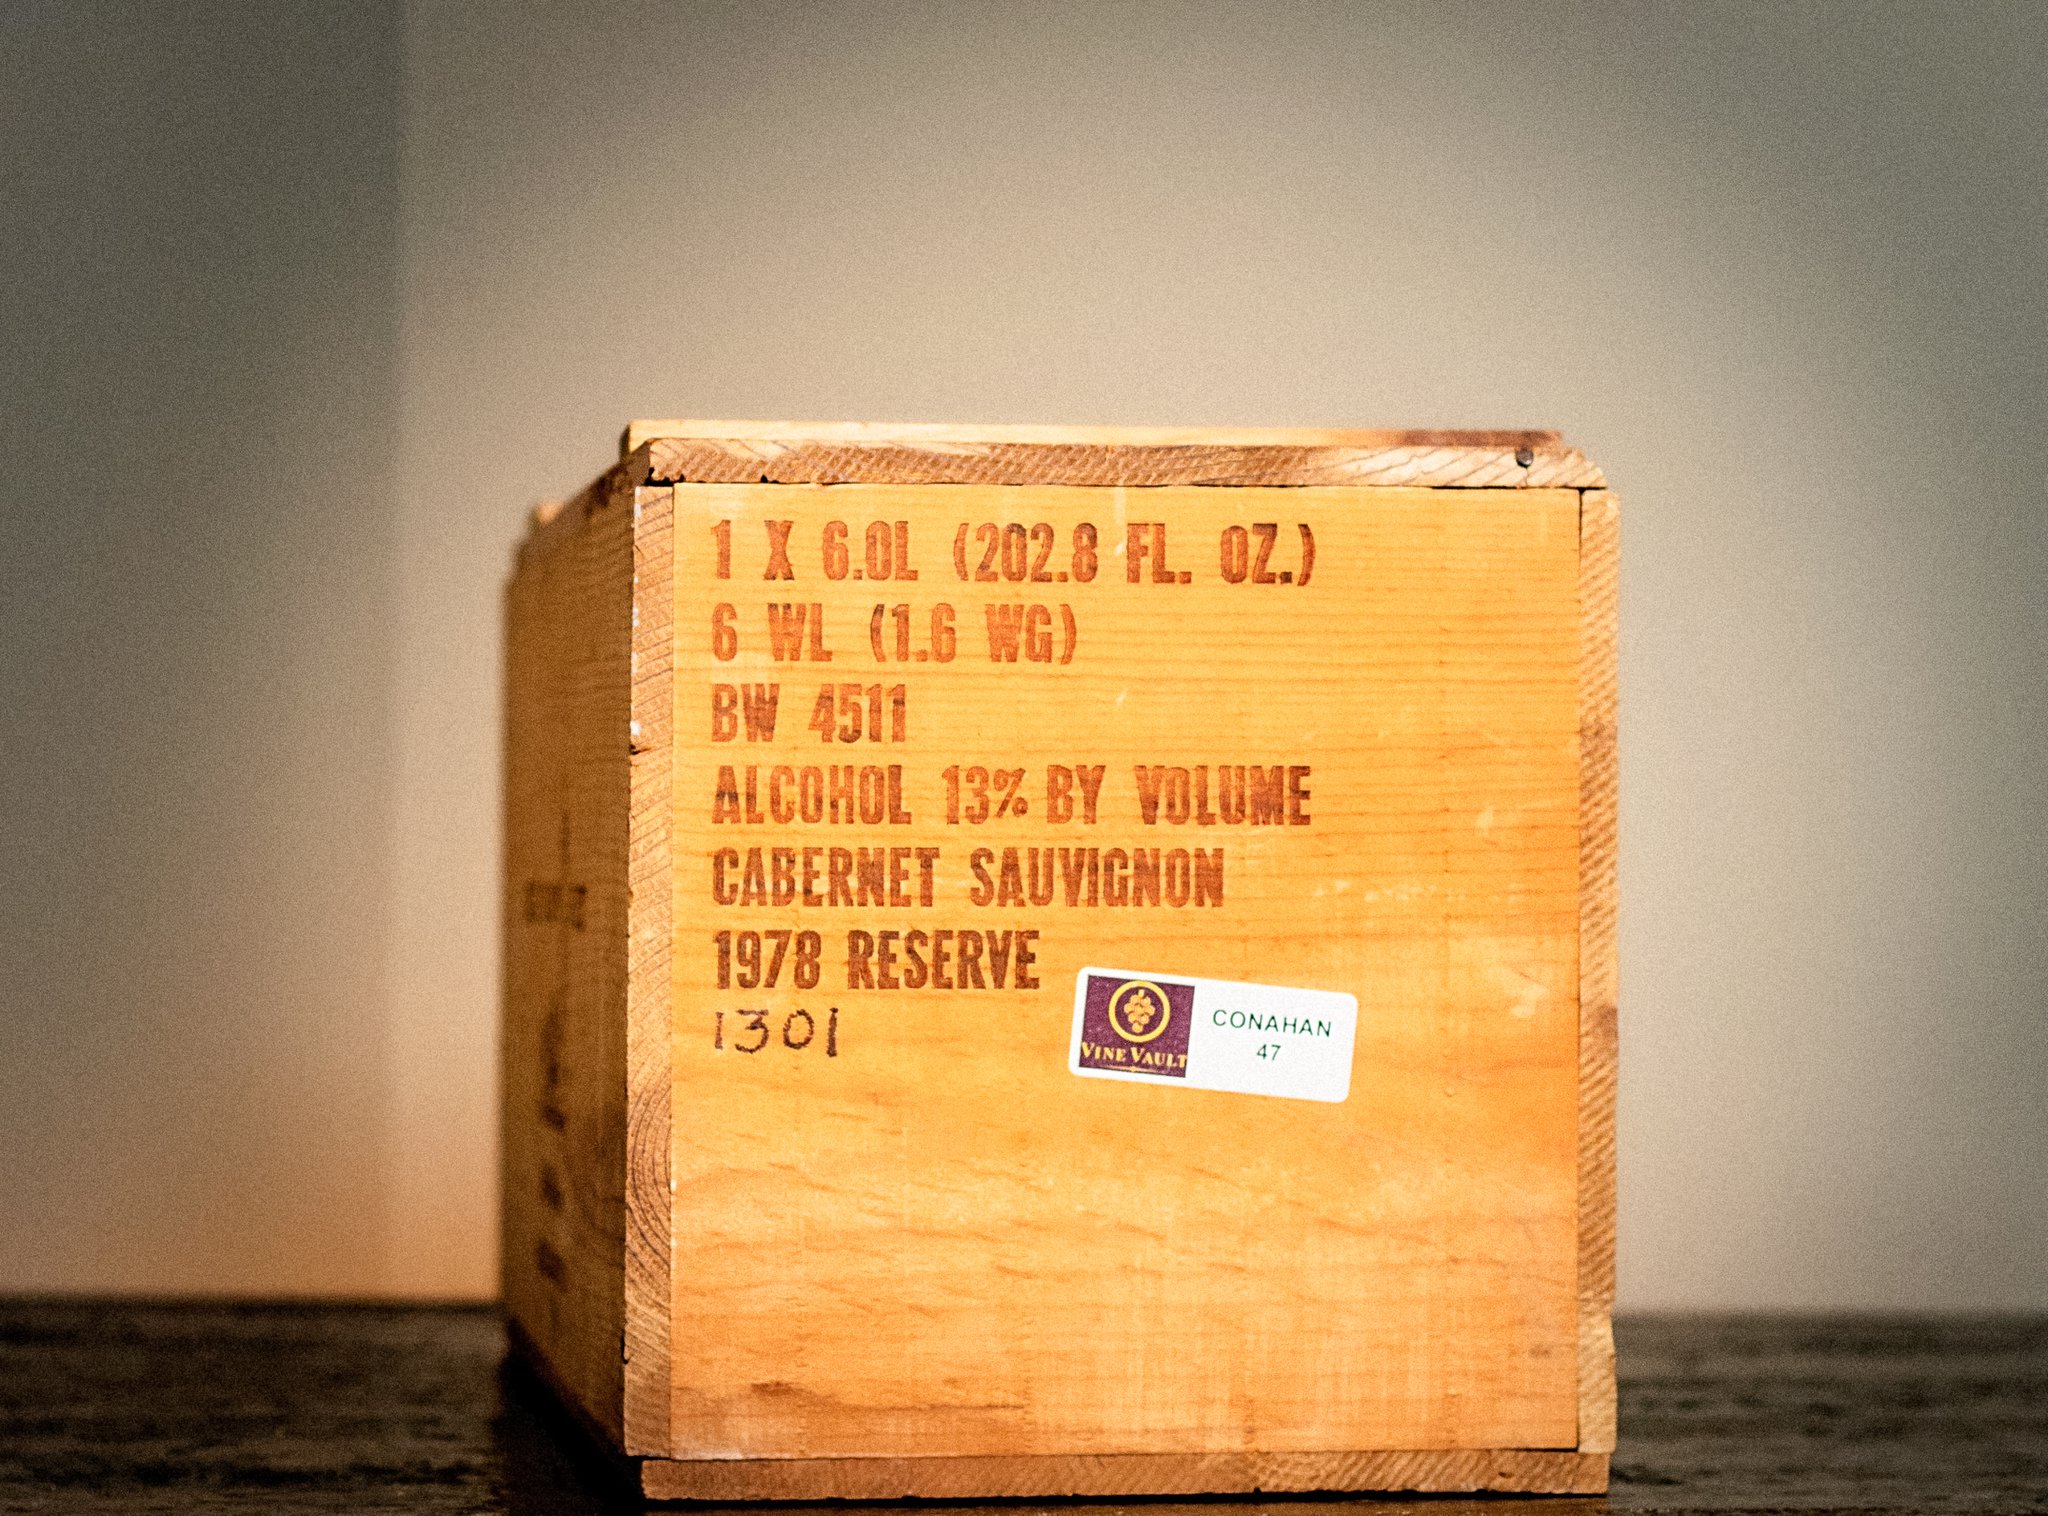 1 X 6.0L (202.8 FL. OZ.)
6 WL (1.6 WG)
BW 4511
ALCOHOL 13% BY VOLUME
CABERNET SAUVIGNON
1978 RESERVE
1301
VINE VAULT
CONAHAN
47